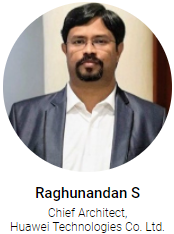 Raghunandan S
Chief Architect,
Huawei Technologies Co. Ltd.